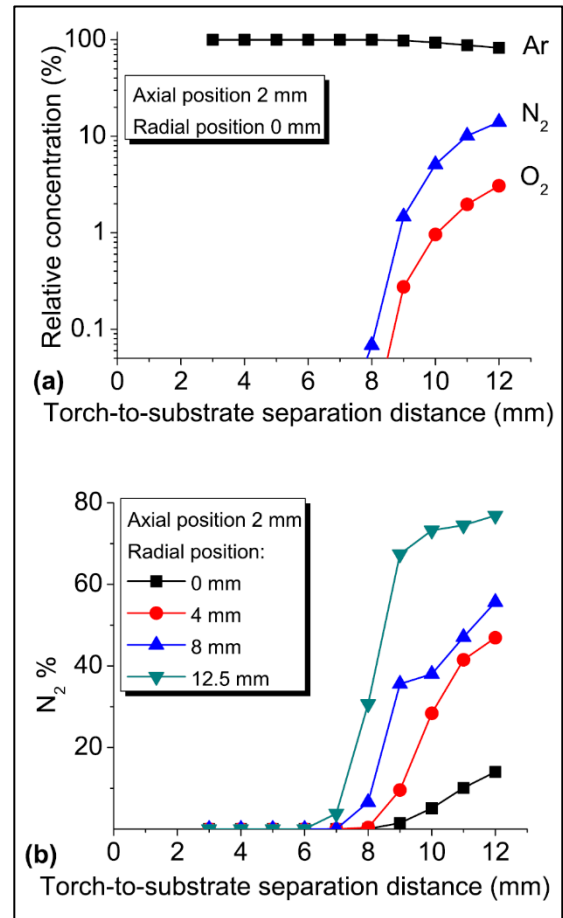 100
10
1
0.1
Relative concentration (%)
Axial position 2 mm
Radial position 0 mm
Ar
N₂
O₂
(a)
0 2 4 6 8 10 12 14
Torch-to-substrate separation distance (mm)
80
60
40
20
N₂ %
Axial position 2 mm
Radial position:
0 mm
4 mm
8 mm
12.5 mm
(b)
0 2 4 6 8 10 12 14
Torch-to-substrate separation distance (mm)